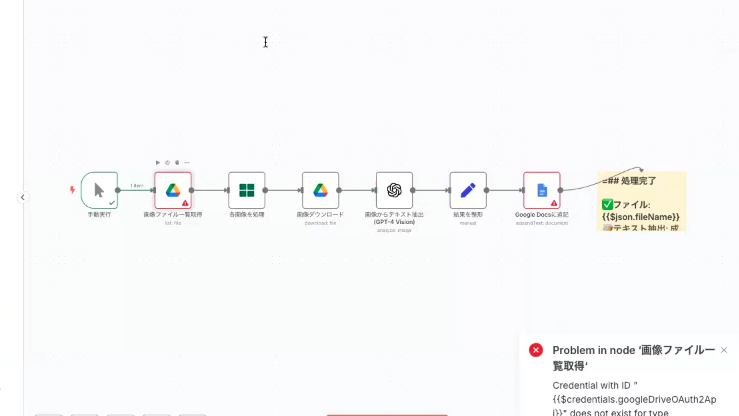 1 item
手動実行
画像ファイル一覧取得
list: file
各画像を処理
画像ダウンロード
download: file
画像からテキスト抽出
(GPT-4 Vision)
analyze: image
結果を整形
manual
Google Docsに追記
### 処理完了
✅ファイル:
{{$json.fileName}}
テキスト抽出: 成
Problem in node ‘画像ファイル一
覧取得‘
Credential with ID "
{{$credentials.googleDriveOAuth2Ap
i}}" does not exist for type